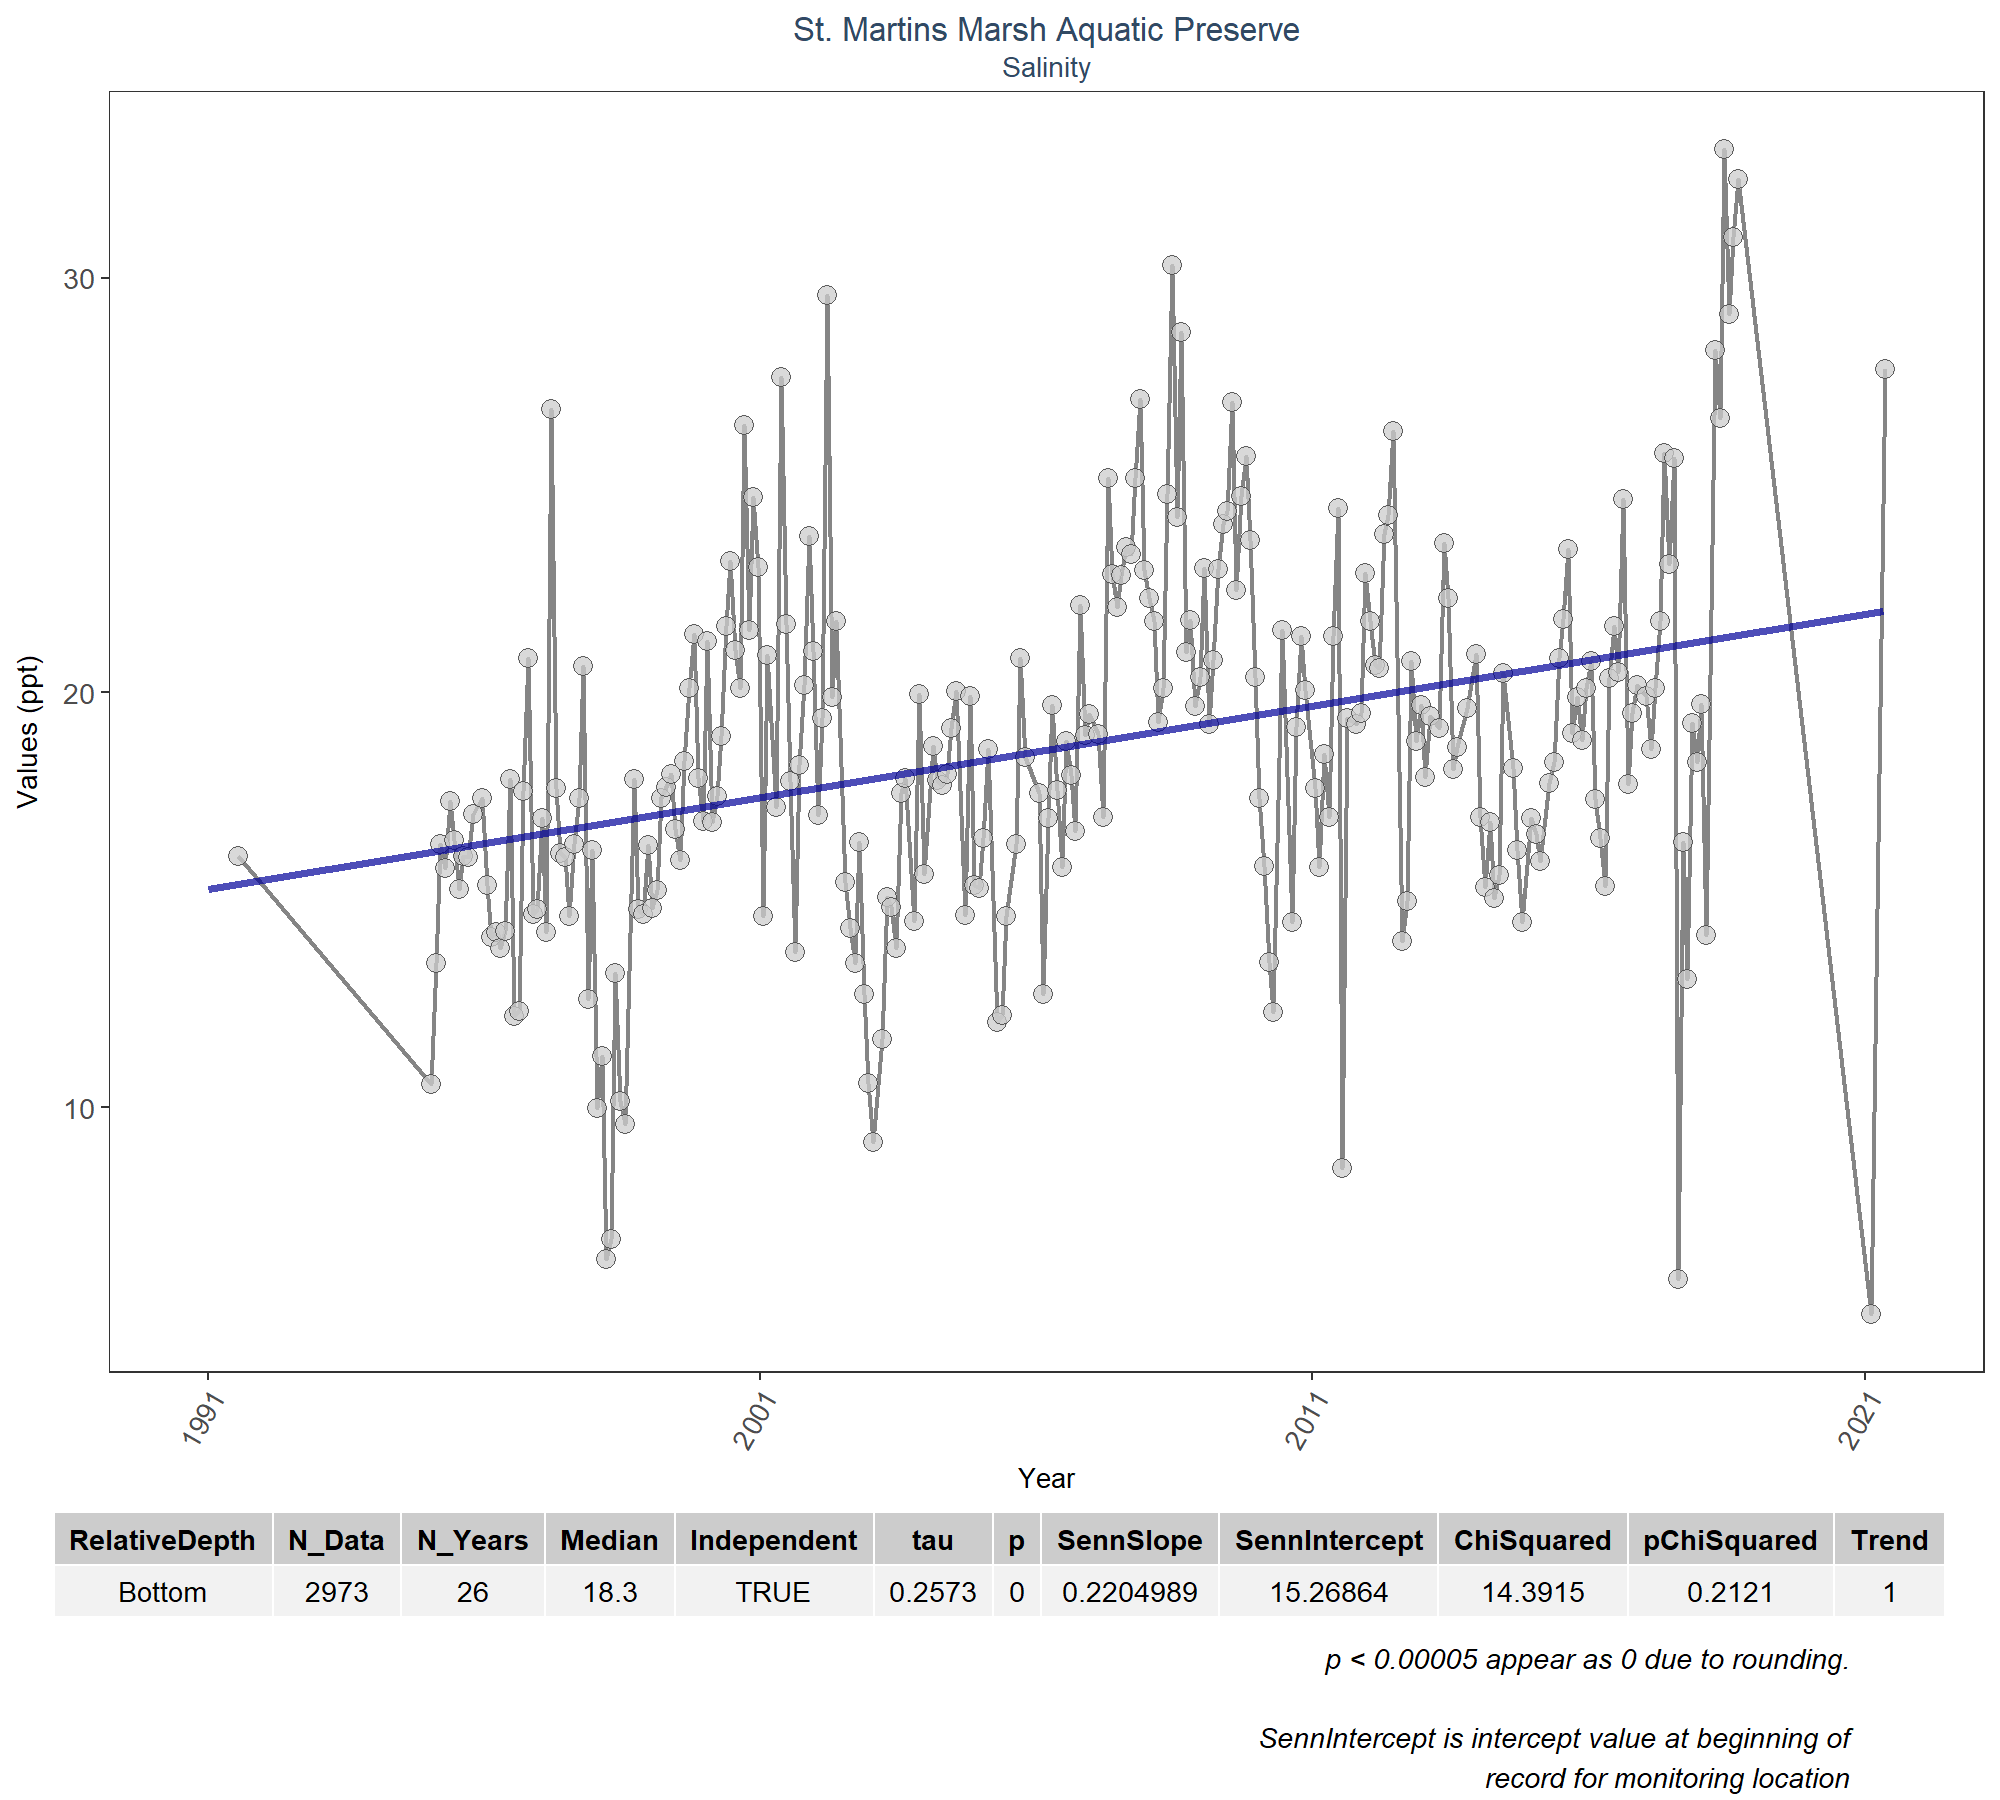 St. Martins Marsh Aquatic Preserve
Salinity
Values (ppt)
30
20
10
1991
2001
2011
2021
Year
RelativeDepth N_Data N_Years Median Independent tau p SennSlope SennIntercept ChiSquared pChiSquared Trend
Bottom 2973 26 18.3 TRUE 0.2573 0 0.2204989 15.26864 14.3915 0.2121 1
p < 0.00005 appear as 0 due to rounding.
SennIntercept is intercept value at beginning of
record for monitoring location